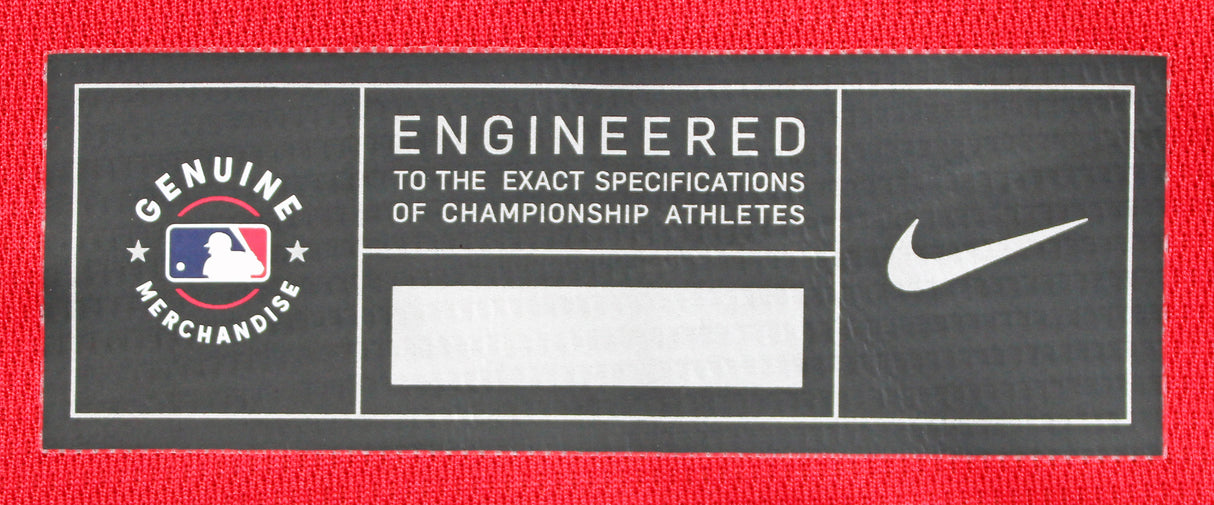 GENUINE
MERCHANDISE
ENGINEERED
TO THE EXACT SPECIFICATIONS
OF CHAMPIONSHIP ATHLETES